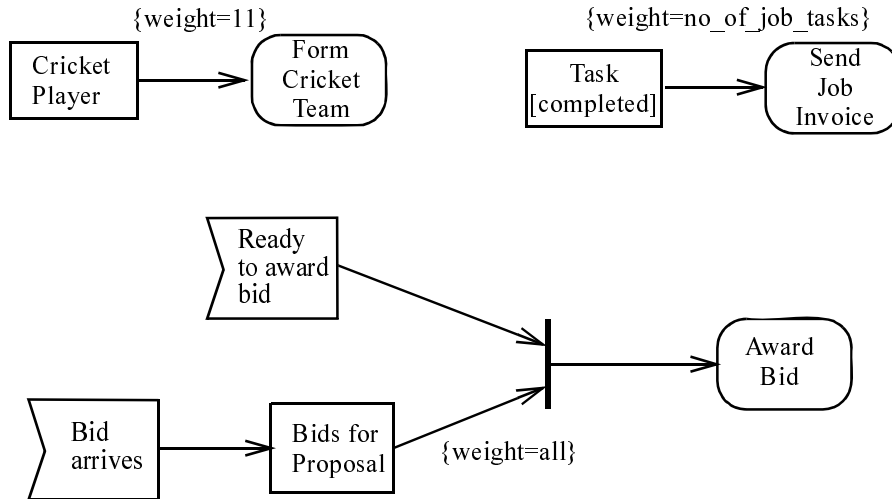 {weight=11}
Cricket
Player
Form
Cricket
Team
{weight=no_of_job_tasks}
Task
[completed]
Send
Job
Invoice
Ready
to award
bid
Bid
arrives
Bids for
Proposal
{weight=all}
Award
Bid